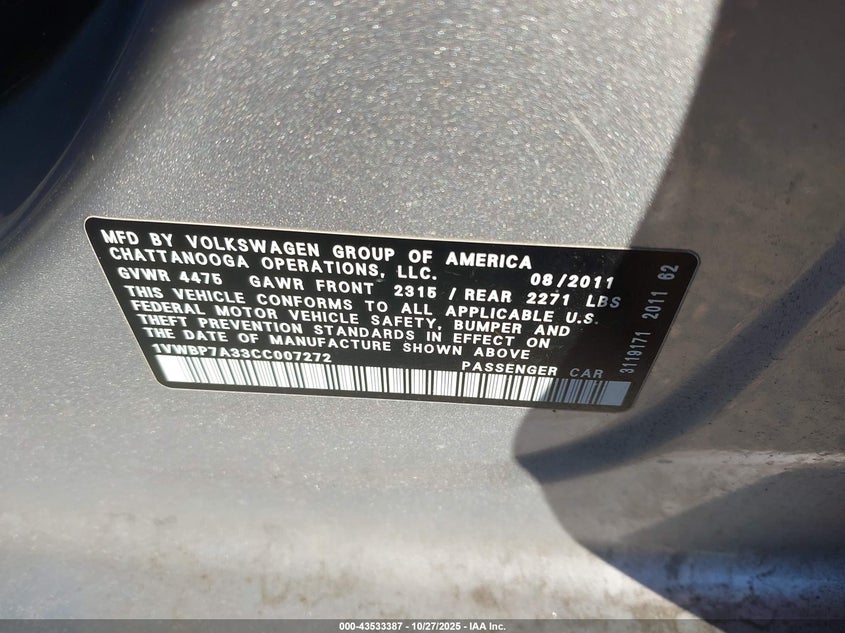 MFD BY VOLKSWAGEN GROUP OF AMERICA
CHATTANOOGA OPERATIONS, LLC. 08/2011
GVWR 4475 GAWR FRONT 2315 / REAR 2271 LBS
THIS VEHICLE CONFORMS TO ALL APPLICABLE U.S.
FEDERAL MOTOR VEHICLE SAFETY, BUMPER AND
THEFT PREVENTION STANDARDS IN EFFECT ON
THE DATE OF MANUFACTURE SHOWN ABOVE
1VWBP7A33CC007272 PASSENGER CAR
3119171 2011 62
000-43533387 - 10/27/2025 - IAA Inc.